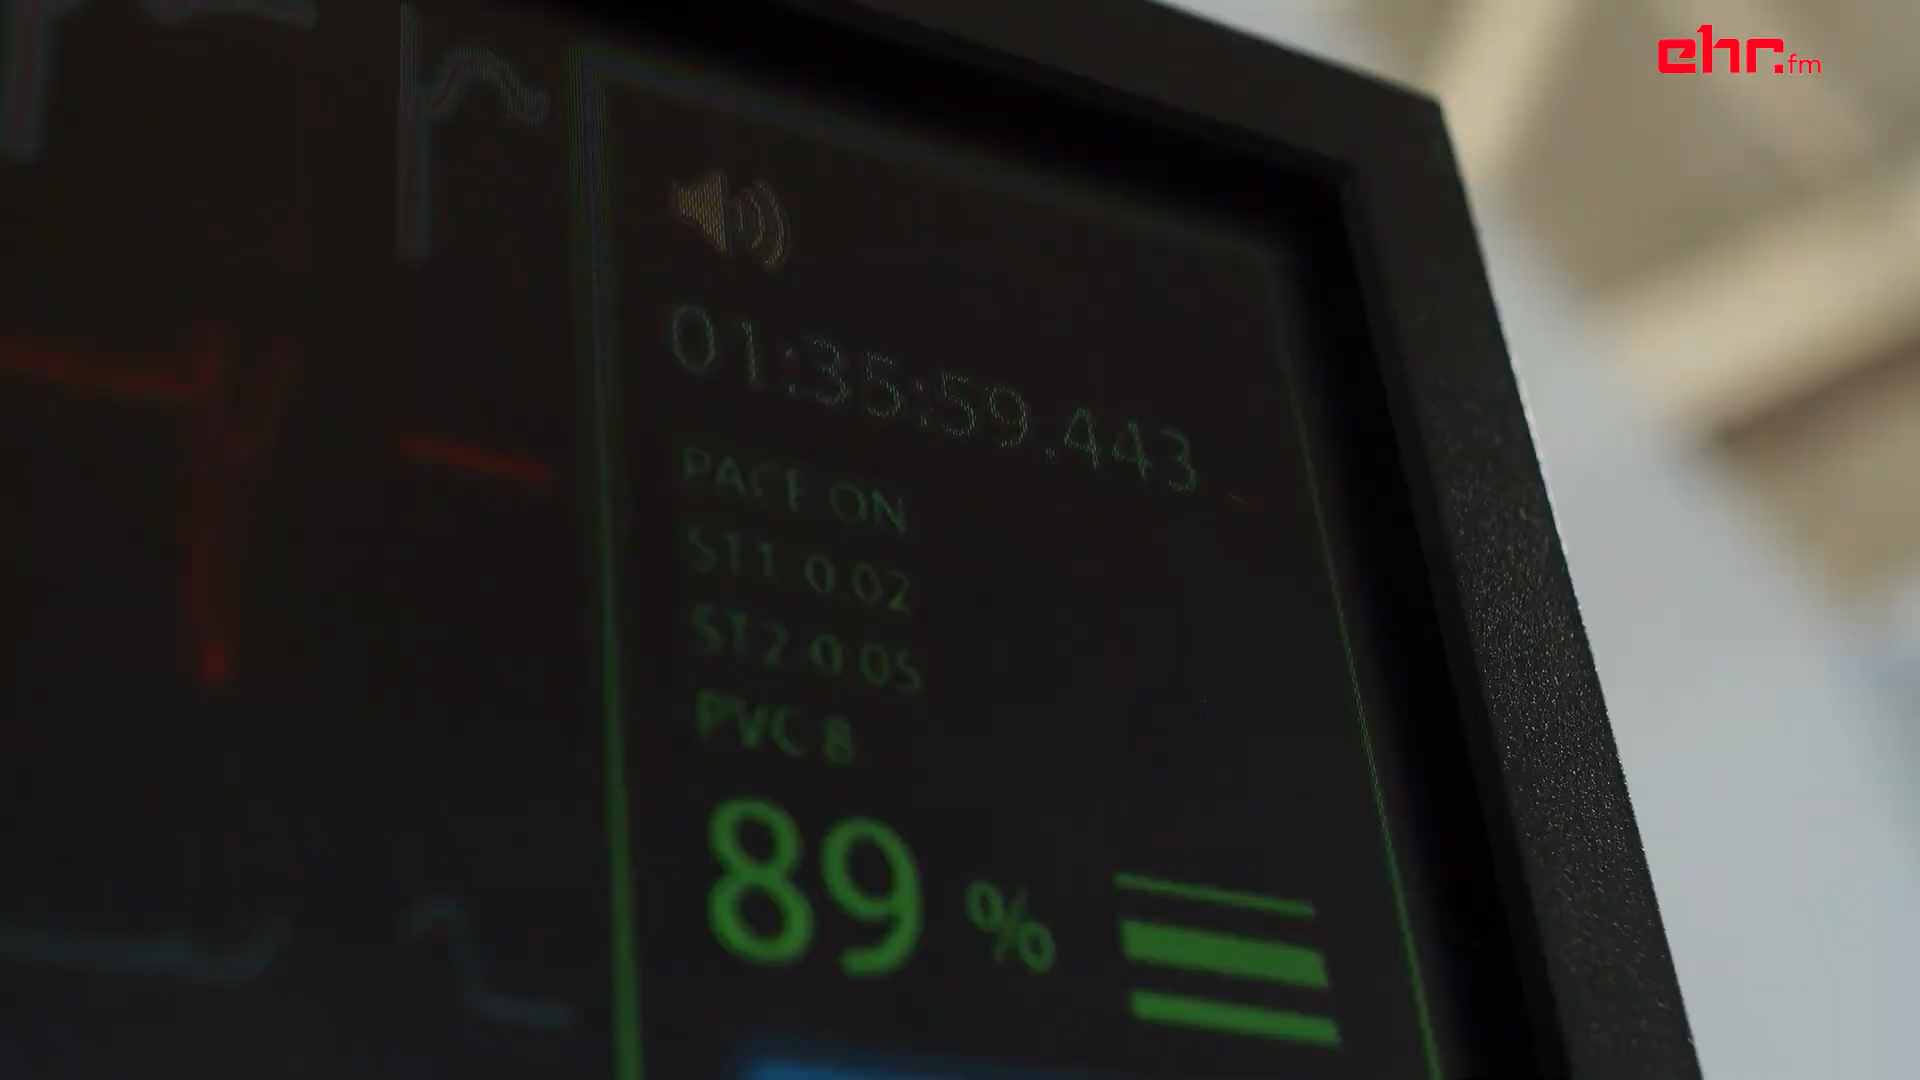 ehr.fm
01:35:59.443
PACE ON
ST1 0.02
ST2 0.05
PVC 8
89 %